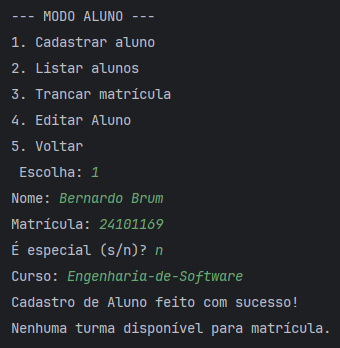 --- MODO ALUNO ---
1. Cadastrar aluno
2. Listar alunos
3. Trancar matrícula
4. Editar Aluno
5. Voltar
Escolha: 1
Nome: Bernardo Brum
Matrícula: 24101169
É especial (s/n)? n
Curso: Engenharia-de-Software
Cadastro de Aluno feito com sucesso!
Nenhuma turma disponível para matrícula.